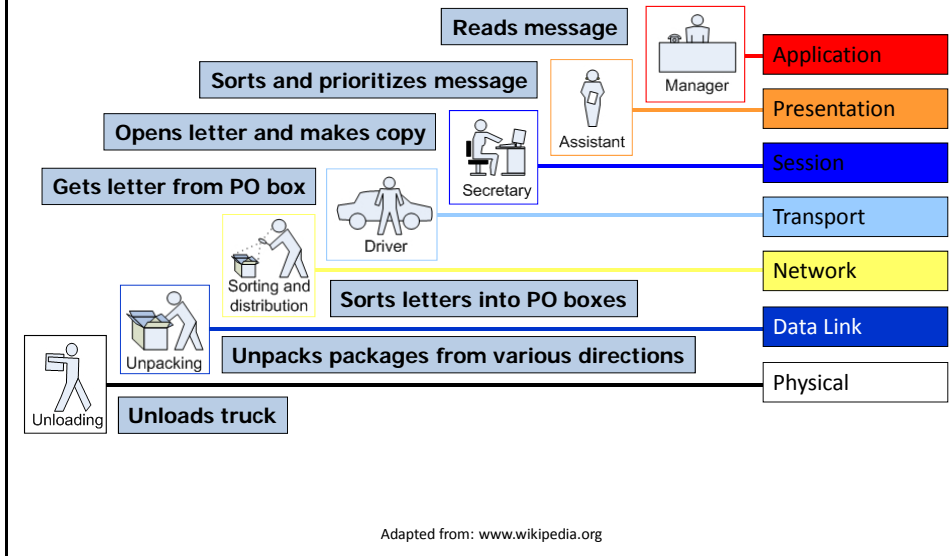 Reads message
Manager
Application
Sorts and prioritizes message
Assistant
Presentation
Opens letter and makes copy
Secretary
Session
Gets letter from PO box
Driver
Transport
Sorting and
distribution
Network
Sorts letters into PO boxes
Unpacking
Data Link
Unpacks packages from various directions
Unloading
Physical
Unloads truck
Adapted from: www.wikipedia.org